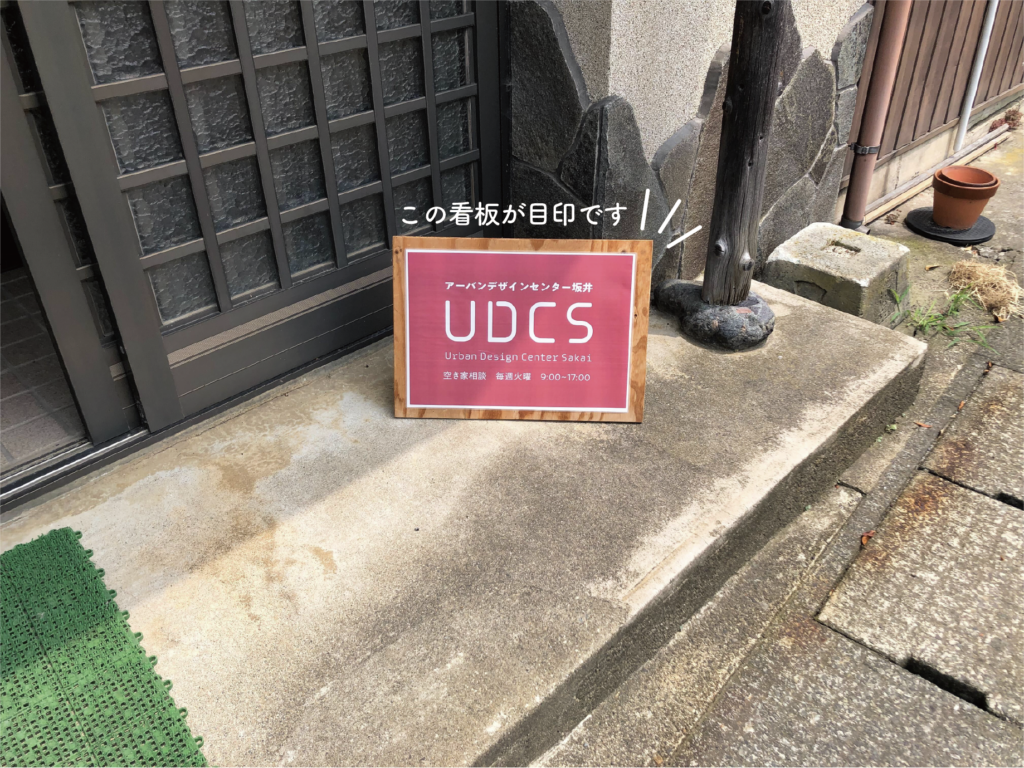 この看板が目印です
アーバンデザインセンター坂井
UDCS
Urban Design Center Sakai
空き家相談 毎週火曜 9:00-17:00